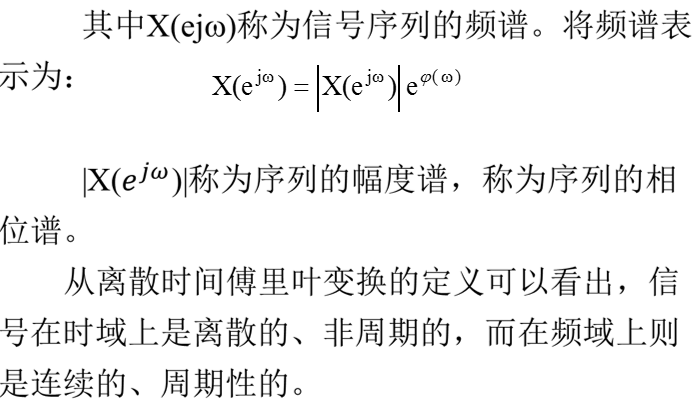 其中X(ejω)称为信号序列的频谱。将频谱表
示为：
X(e^{jω}) = |X(e^{jω})| e^{φ(ω)}
|X(e^{jω})|称为序列的幅度谱，称为序列的相
位谱。
从离散时间傅里叶变换的定义可以看出，信
号在时域上是离散的、非周期的，而在频域上则
是连续的、周期性的。